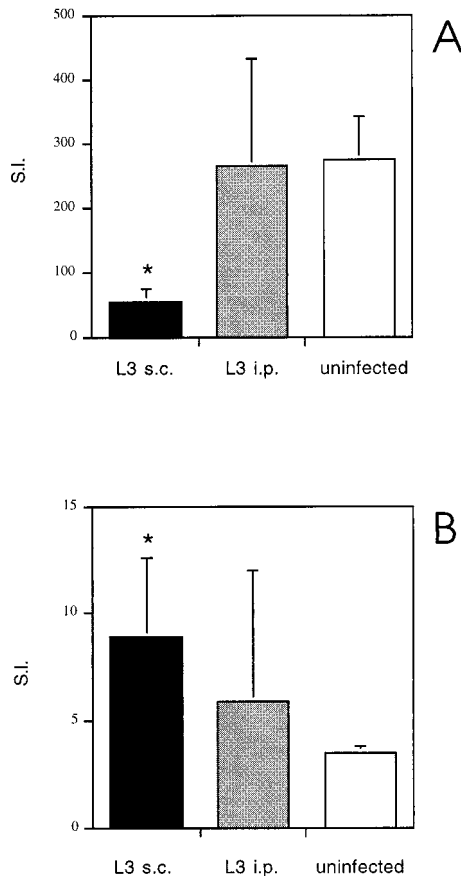 A
500
400
300
200
100
0
S.I.
*
L3 s.c. L3 i.p. uninfected
B
15
10
5
0
S.I.
*
L3 s.c. L3 i.p. uninfected